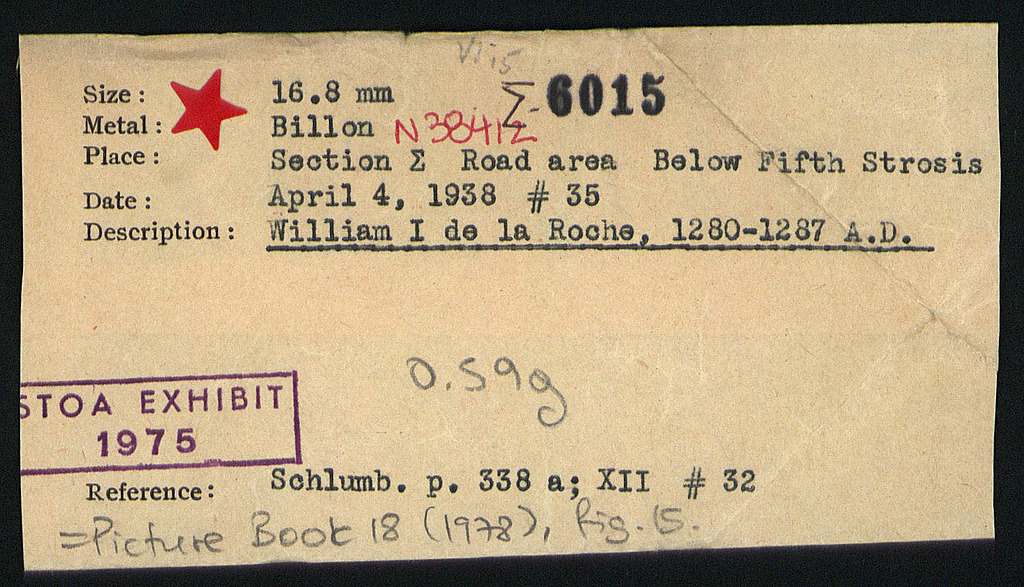 VI 15
Size : 16.8 mm Σ-6015
Metal : Billon N38412
Place : Section Σ Road area Below Fifth Strosis
Date : April 4, 1938 # 35
Description : William I de la Roche, 1280-1287 A.D.
0.59g
STOA EXHIBIT
1975
Reference : Schlumb. p. 338 a; XII # 32
=Picture Book 18 (1978), fig. 15.